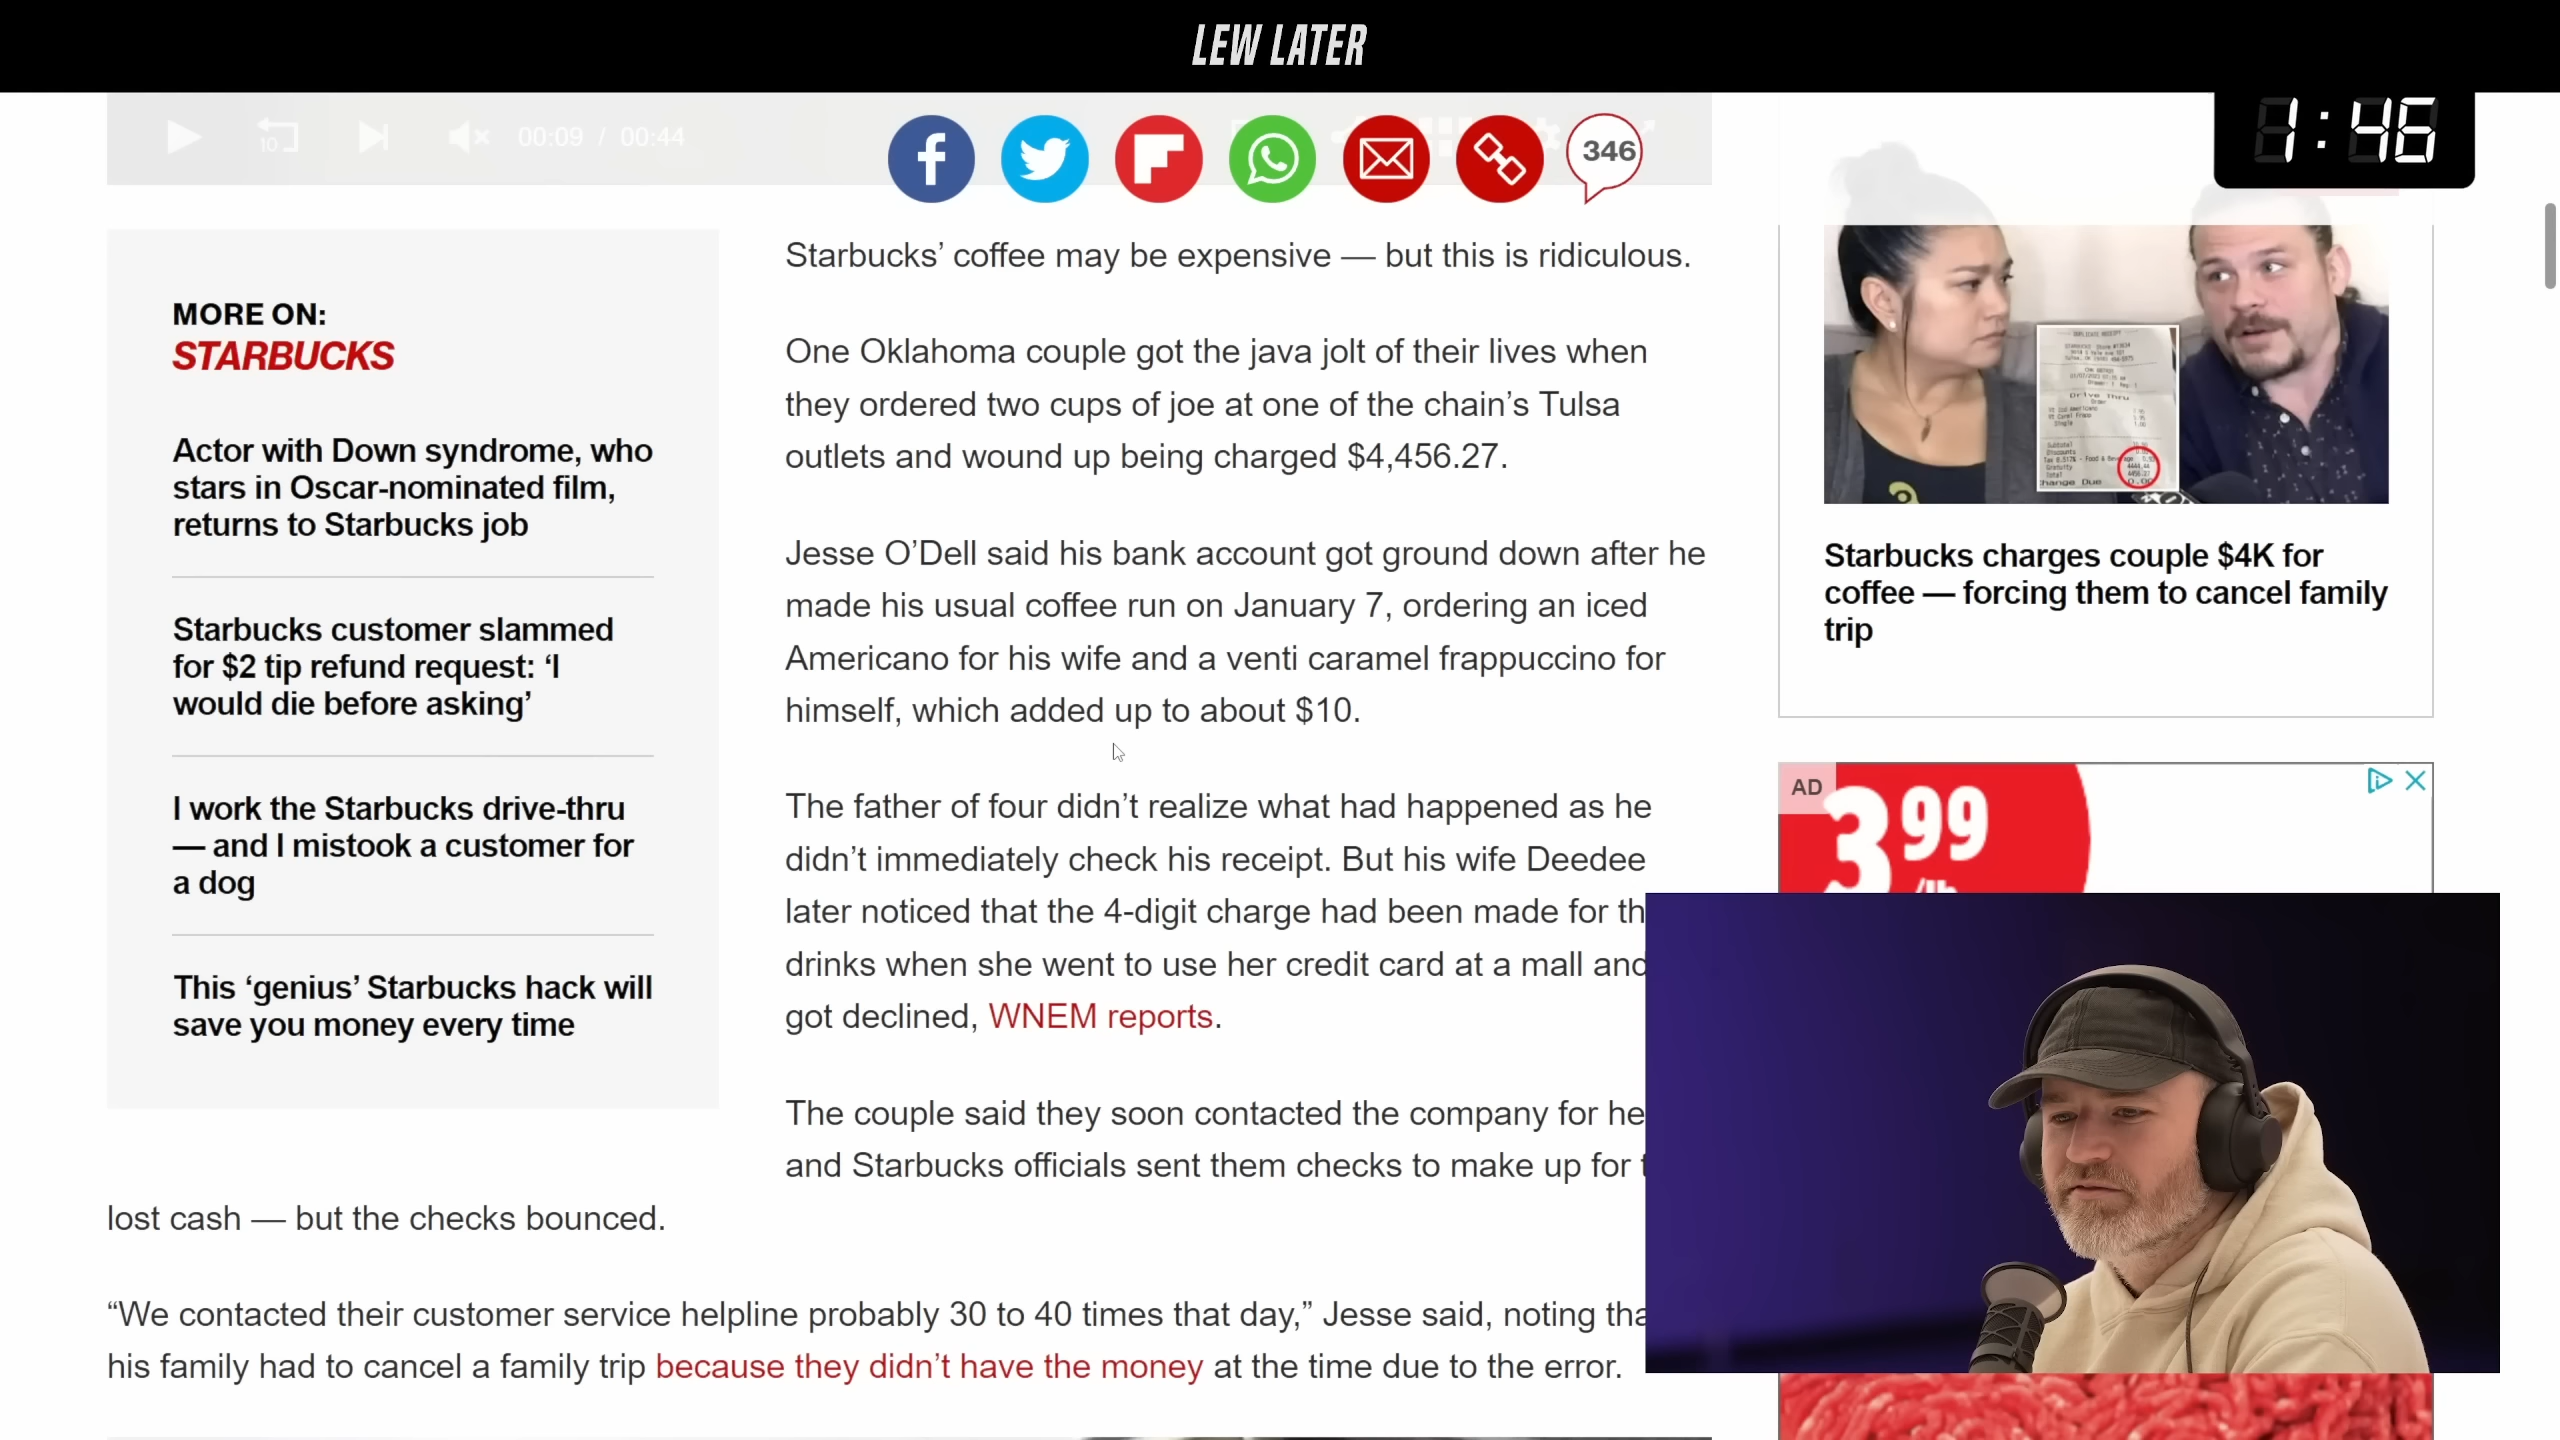 LEW LATER
1:46
00:09 / 00:44
10
346
MORE ON:
STARBUCKS
Actor with Down syndrome, who
stars in Oscar-nominated film,
returns to Starbucks job
Starbucks customer slammed
for $2 tip refund request: ‘I
would die before asking’
I work the Starbucks drive-thru
— and I mistook a customer for
a dog
This ‘genius’ Starbucks hack will
save you money every time
Starbucks’ coffee may be expensive — but this is ridiculous.
One Oklahoma couple got the java jolt of their lives when
they ordered two cups of joe at one of the chain’s Tulsa
outlets and wound up being charged $4,456.27.
Jesse O’Dell said his bank account got ground down after he
made his usual coffee run on January 7, ordering an iced
Americano for his wife and a venti caramel frappuccino for
himself, which added up to about $10.
The father of four didn’t realize what had happened as he
didn’t immediately check his receipt. But his wife Deedee
later noticed that the 4-digit charge had been made for th
drinks when she went to use her credit card at a mall and
got declined, WNEM reports.
The couple said they soon contacted the company for he
and Starbucks officials sent them checks to make up for t
lost cash — but the checks bounced.
“We contacted their customer service helpline probably 30 to 40 times that day,” Jesse said, noting tha
his family had to cancel a family trip because they didn’t have the money at the time due to the error.
Drive Thru
Change Due 0.00
Starbucks charges couple $4K for
coffee — forcing them to cancel family
trip
AD
3 99